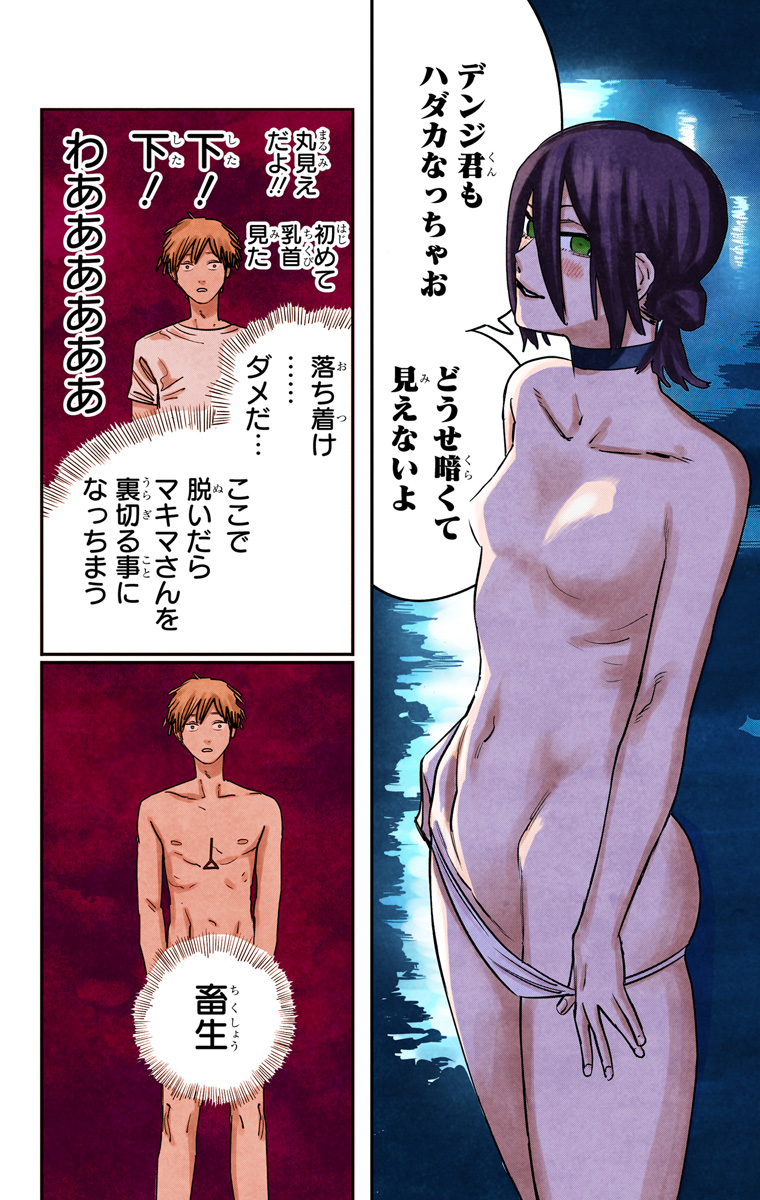 デンジ君も
ハダカなっちゃお
どうせ暗くて
見えないよ
丸見え
だよ!!
下!
下!
初めて
乳首
見た
わああああああ
落ち着け
……
ダメだ…
ここで
脱いだら
マキマさんを
裏切る事に
なっちまう
畜生